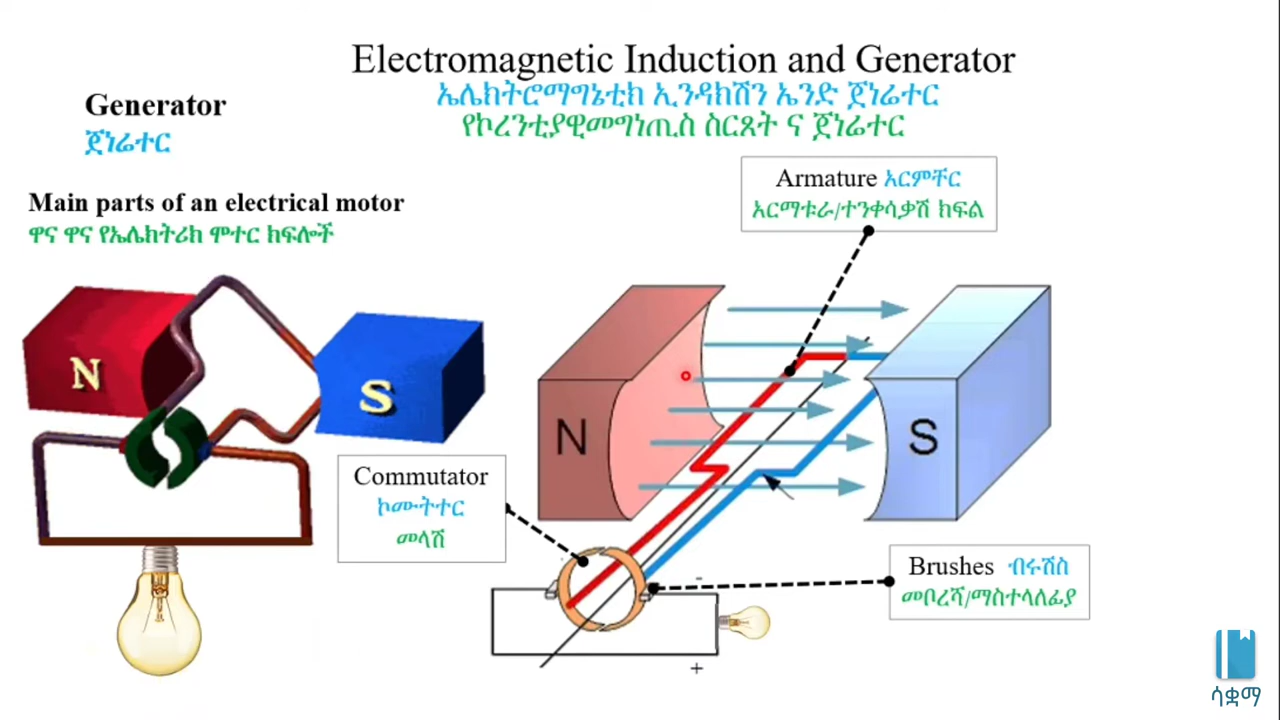 Electromagnetic Induction and Generator
ኤሌክትሮማግኔቲክ ኢንዳክሽን ኤንድ ጀነሬተር
የኮረንቲያዊመግነጢስ ስርጸት ና ጀነሬተር
Generator
ጀነሬተር
Main parts of an electrical motor
ዋና ዋና የኤሌክትሪክ ሞተር ክፍሎች
Armature አርምቸር
አርማቱራ/ተንቀሳቃሽ ክፍል
N
S
N
S
Commutator
ኮሙትተር
መላሽ
Brushes ብሩሽስ
መቦረሻ/ማስተላለፊያ
-
+
ሳቋማ